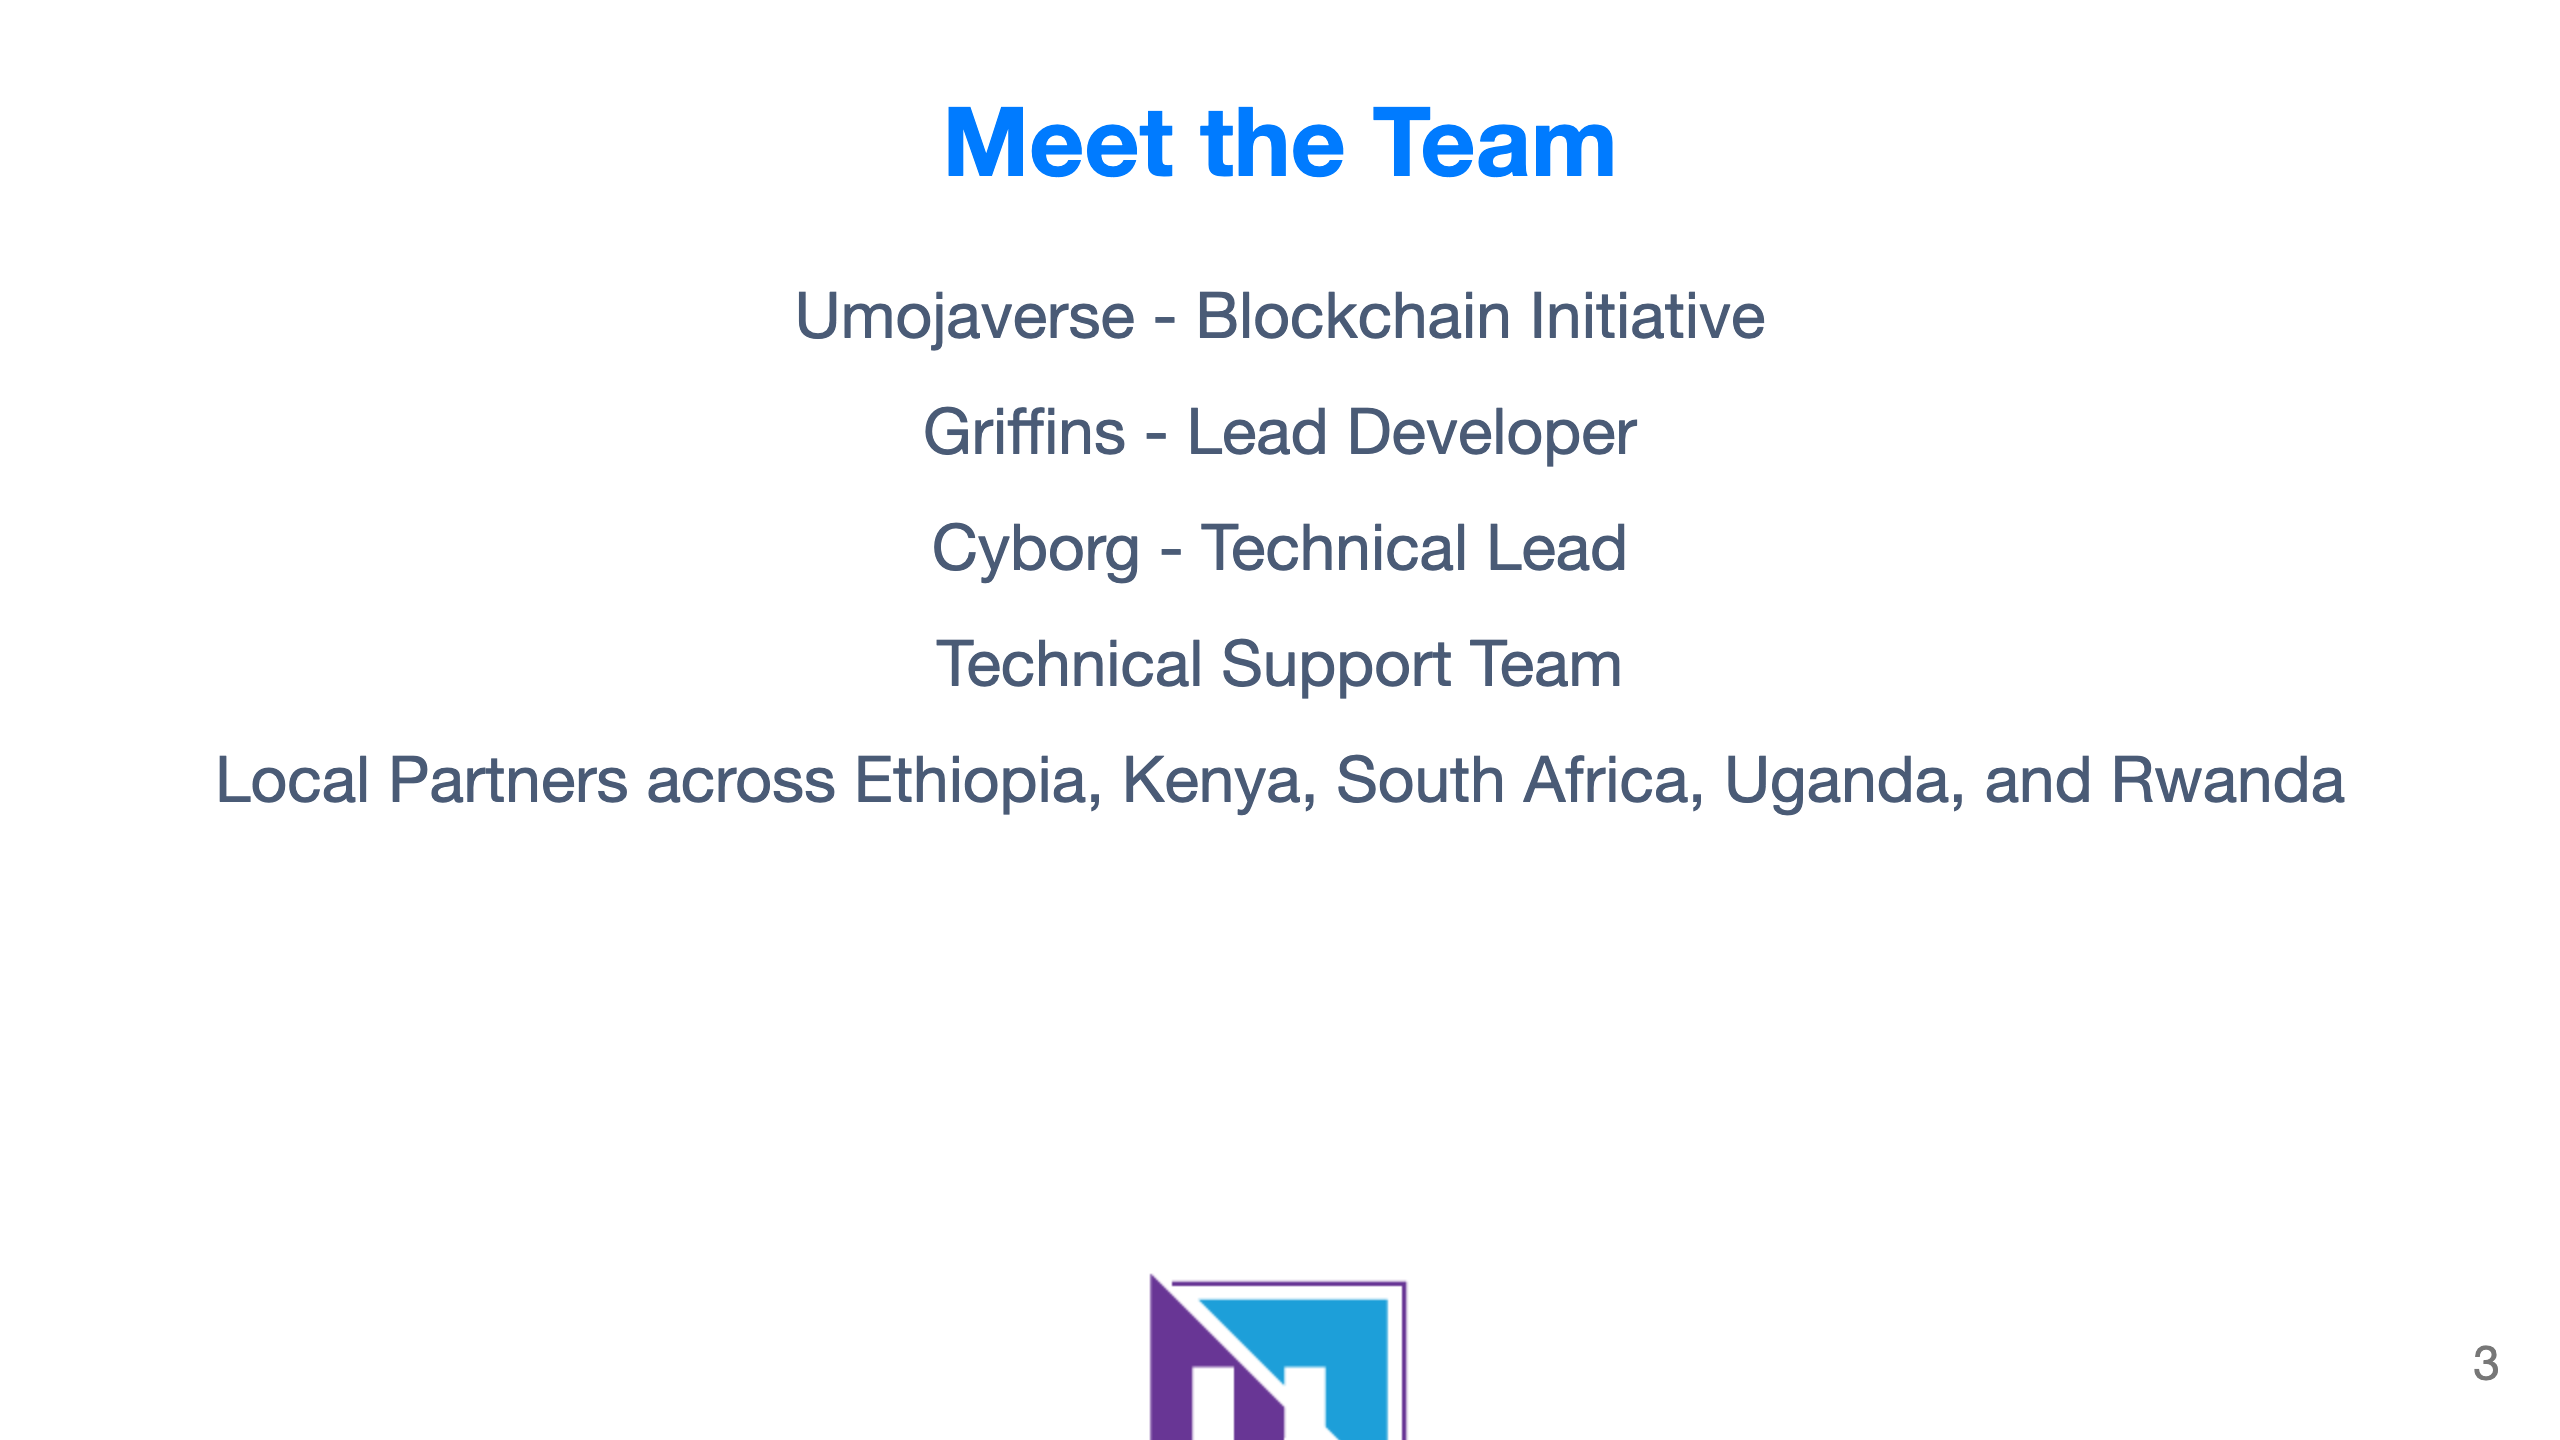 Meet the Team
Umojaverse - Blockchain Initiative
Griffins - Lead Developer
Cyborg - Technical Lead
Technical Support Team
Local Partners across Ethiopia, Kenya, South Africa, Uganda, and Rwanda
3